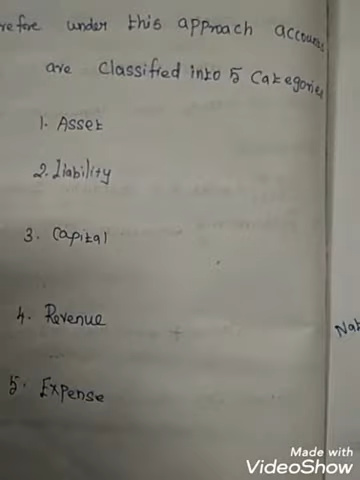 under this approach accounts
are Classified into 5 Categories
1. Asset
2. Liability
3. Capital
4. Revenue
5. Expense
Made with
VideoShow